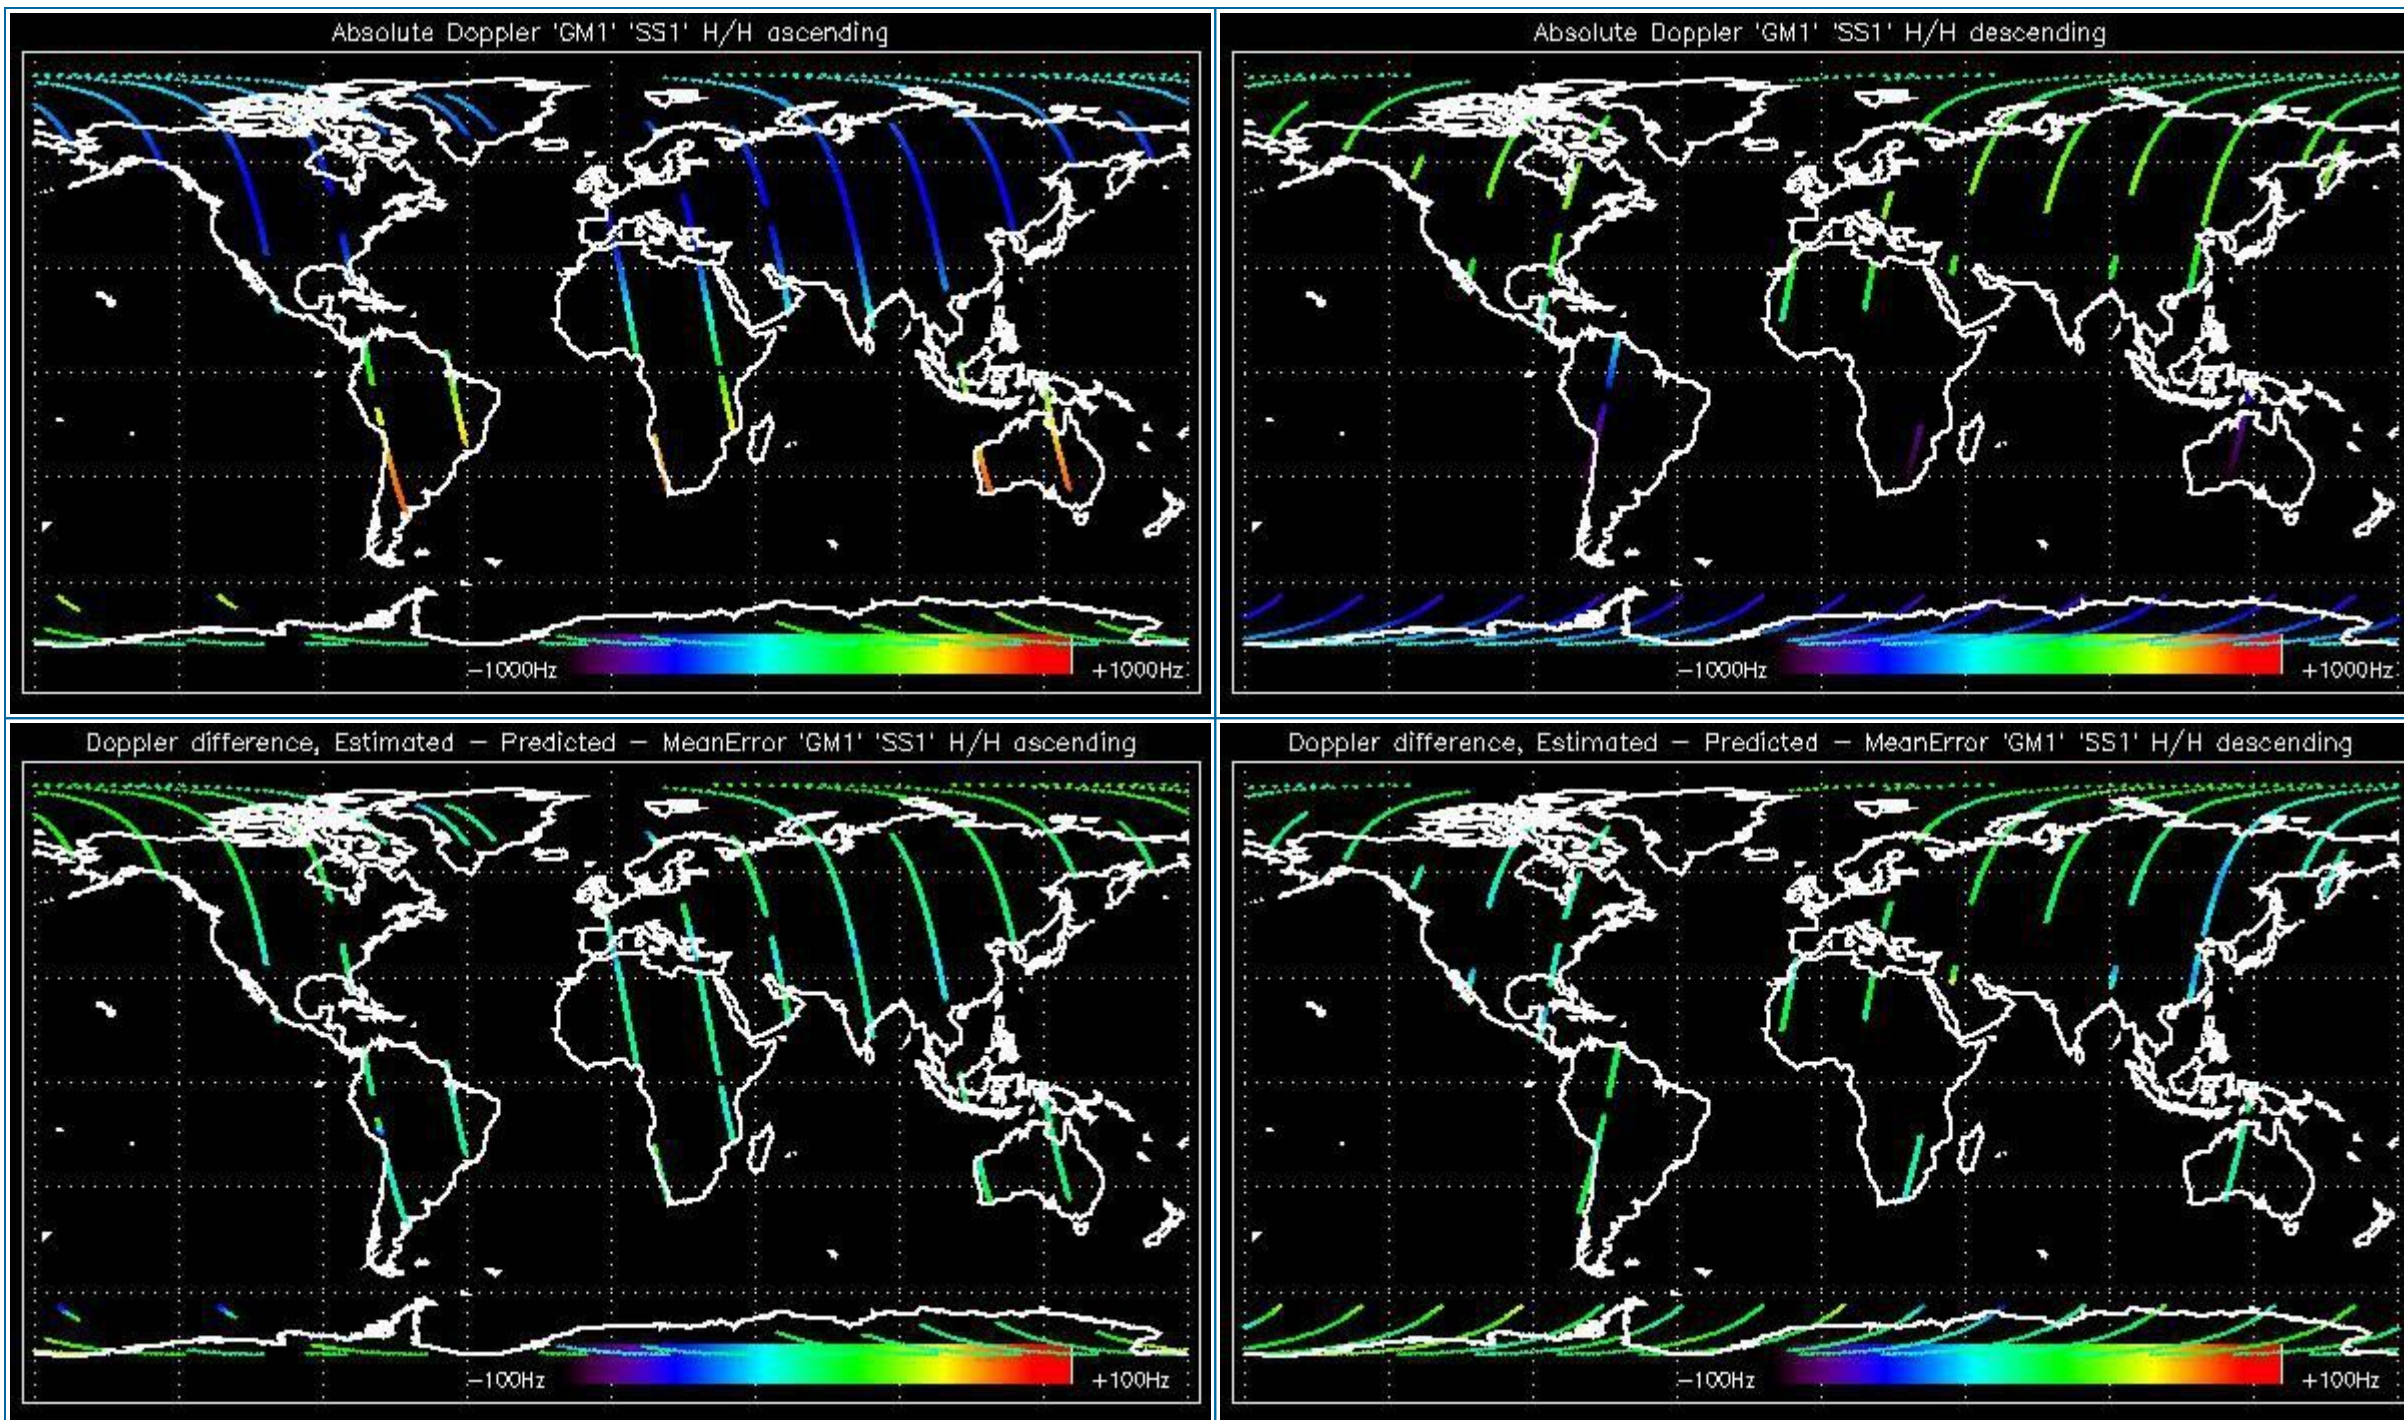 Absolute Doppler 'GM1' 'SS1' H/H ascending
-1000Hz
+1000Hz
Absolute Doppler 'GM1' 'SS1' H/H descending
-1000Hz
+1000Hz
Doppler difference, Estimated - Predicted - MeanError 'GM1' 'SS1' H/H ascending
-100Hz
+100Hz
Doppler difference, Estimated - Predicted - MeanError 'GM1' 'SS1' H/H descending
-100Hz
+100Hz